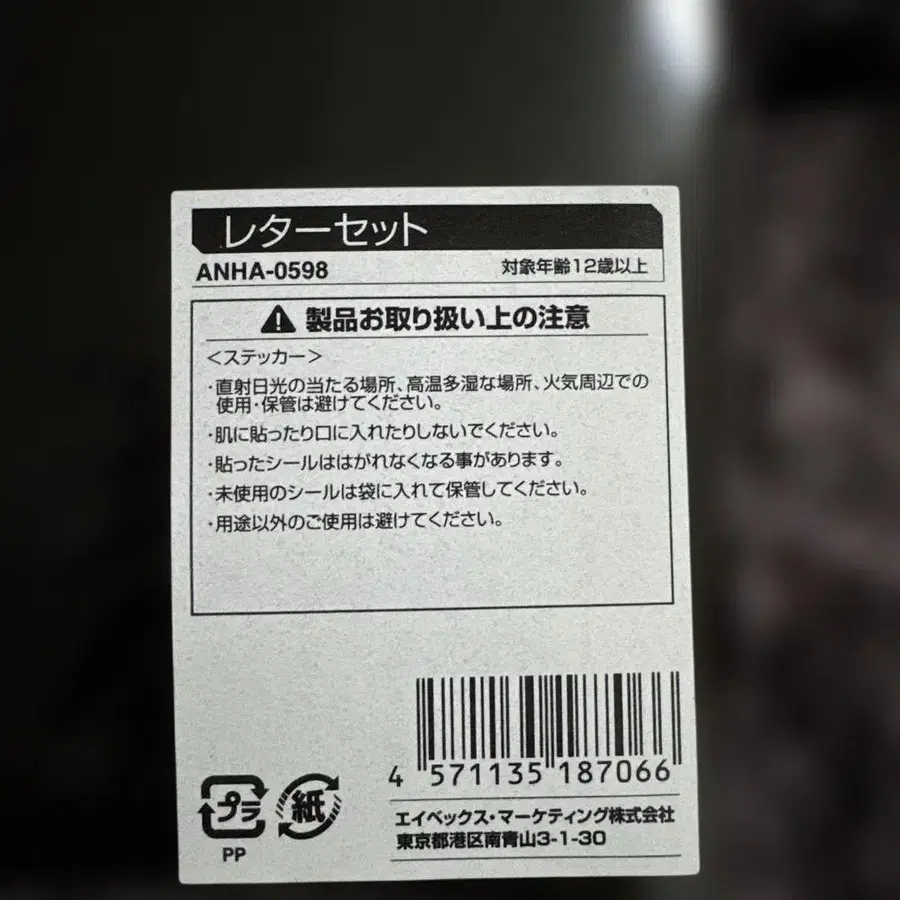 レターセット
ANHA-0598
対象年齢12歳以上
製品お取り扱い上の注意
＜ステッカー＞
・直射日光の当たる場所、高温多湿な場所、火気周辺での
使用・保管は避けてください。
・肌に貼ったり口に入れたりしないでください。
・貼ったシールははがれなくなる事があります。
・未使用のシールは袋に入れて保管してください。
・用途以外のご使用は避けてください。
4 571135 187066
プラ
紙
PP
エイベックス・マーケティング株式会社
東京都港区南青山3-1-30